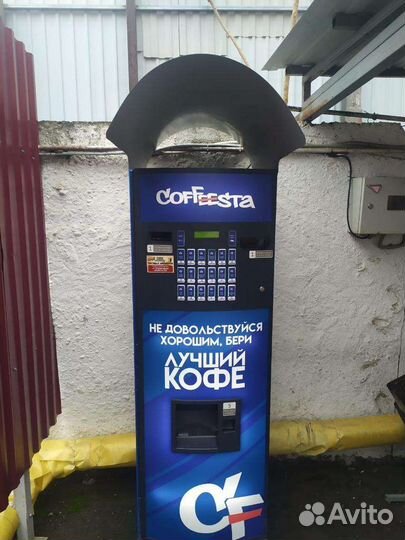 COFFEESTA
НЕ ДОВОЛЬСТВУЙСЯ
ХОРОШИМ, БЕРИ
ЛУЧШИЙ
КОФЕ
CF
Avito